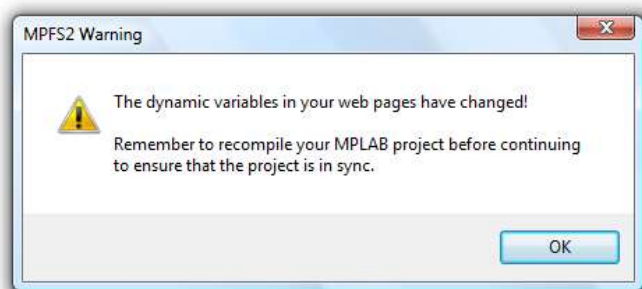 MPFS2 Warning
The dynamic variables in your web pages have changed!
Remember to recompile your MPLAB project before continuing
to ensure that the project is in sync.
OK